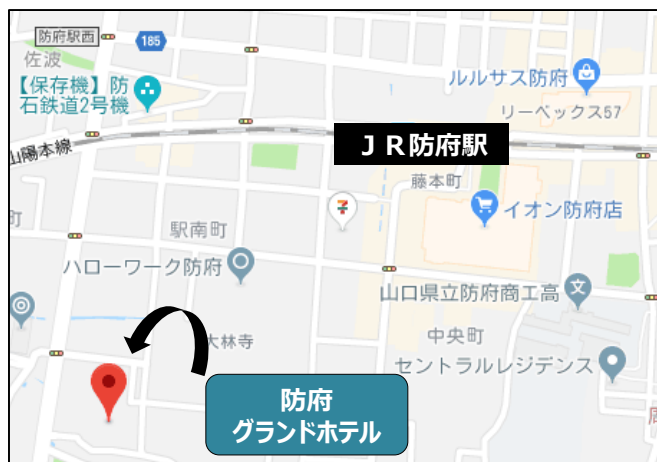 防府駅西
185
佐波
【保存機】防
石鉄道2号機
ルルサス防府
リーベックス57
山陽本線
ＪＲ防府駅
藤本町
イオン防府店
町
駅南町
ハローワーク防府
山口県立防府商工高
文
大林寺
中央町
セントラルレジデンス
防府
グランドホテル